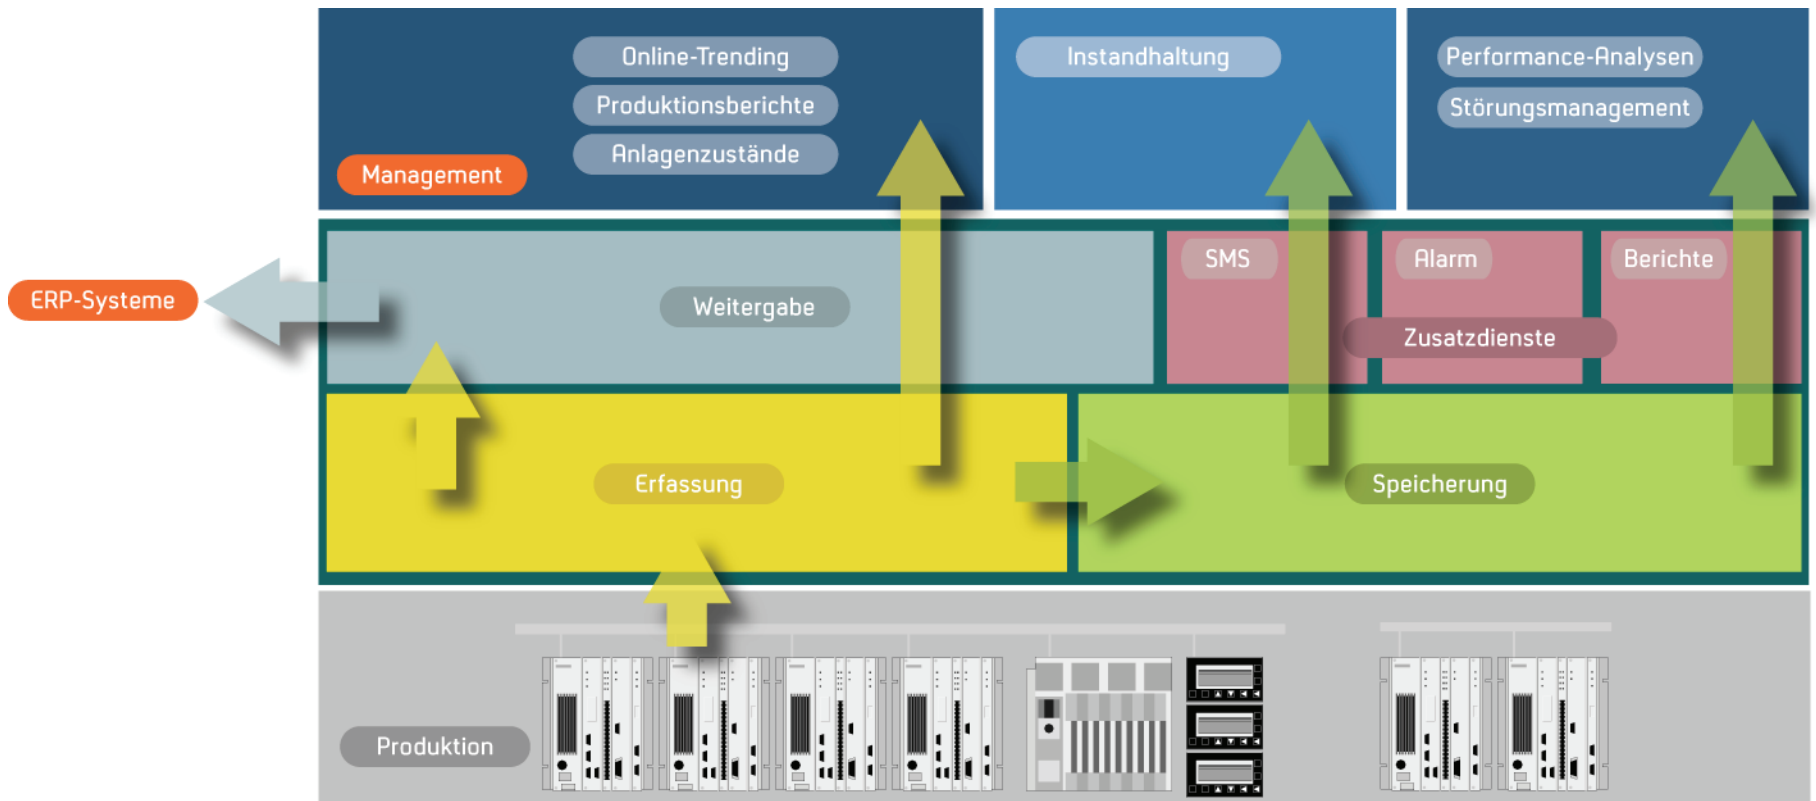 Online-Trending
Produktionsberichte
Anlagenzustände
Management
Instandhaltung
Performance-Analysen
Störungsmanagement
ERP-Systeme
Weitergabe
SMS
Alarm
Berichte
Zusatzdienste
Erfassung
Speicherung
Produktion